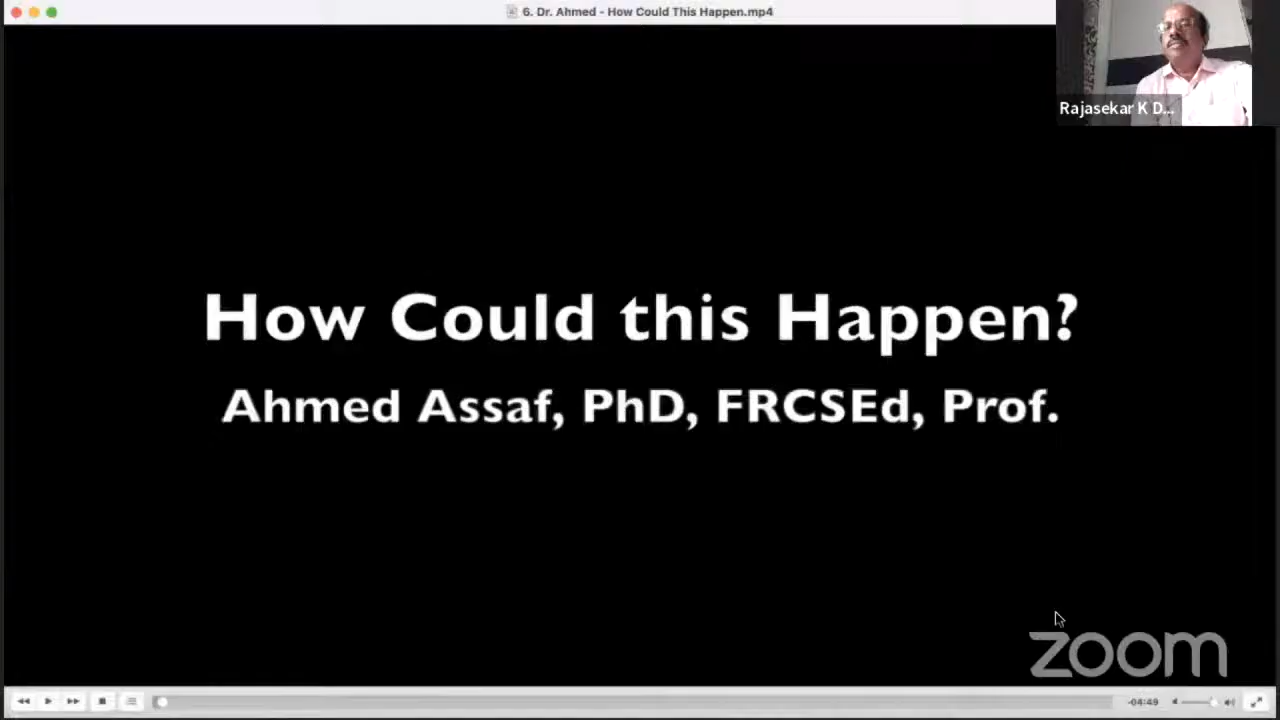 6. Dr. Ahmed - How Could This Happen.mp4
Rajasekar K D...
How Could this Happen?
Ahmed Assaf, PhD, FRCSEd, Prof.
zoom
-04:49